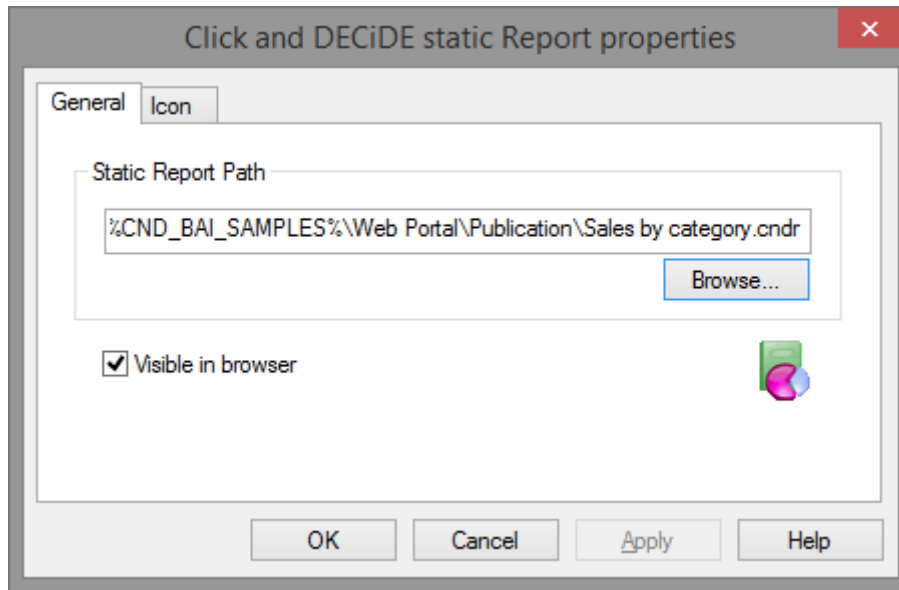 Click and DECiDE static Report properties
General Icon
Static Report Path
%CND_BAI_SAMPLES%\Web Portal\Publication\Sales by category.cndr
Browse...
Visible in browser
OK Cancel Apply Help